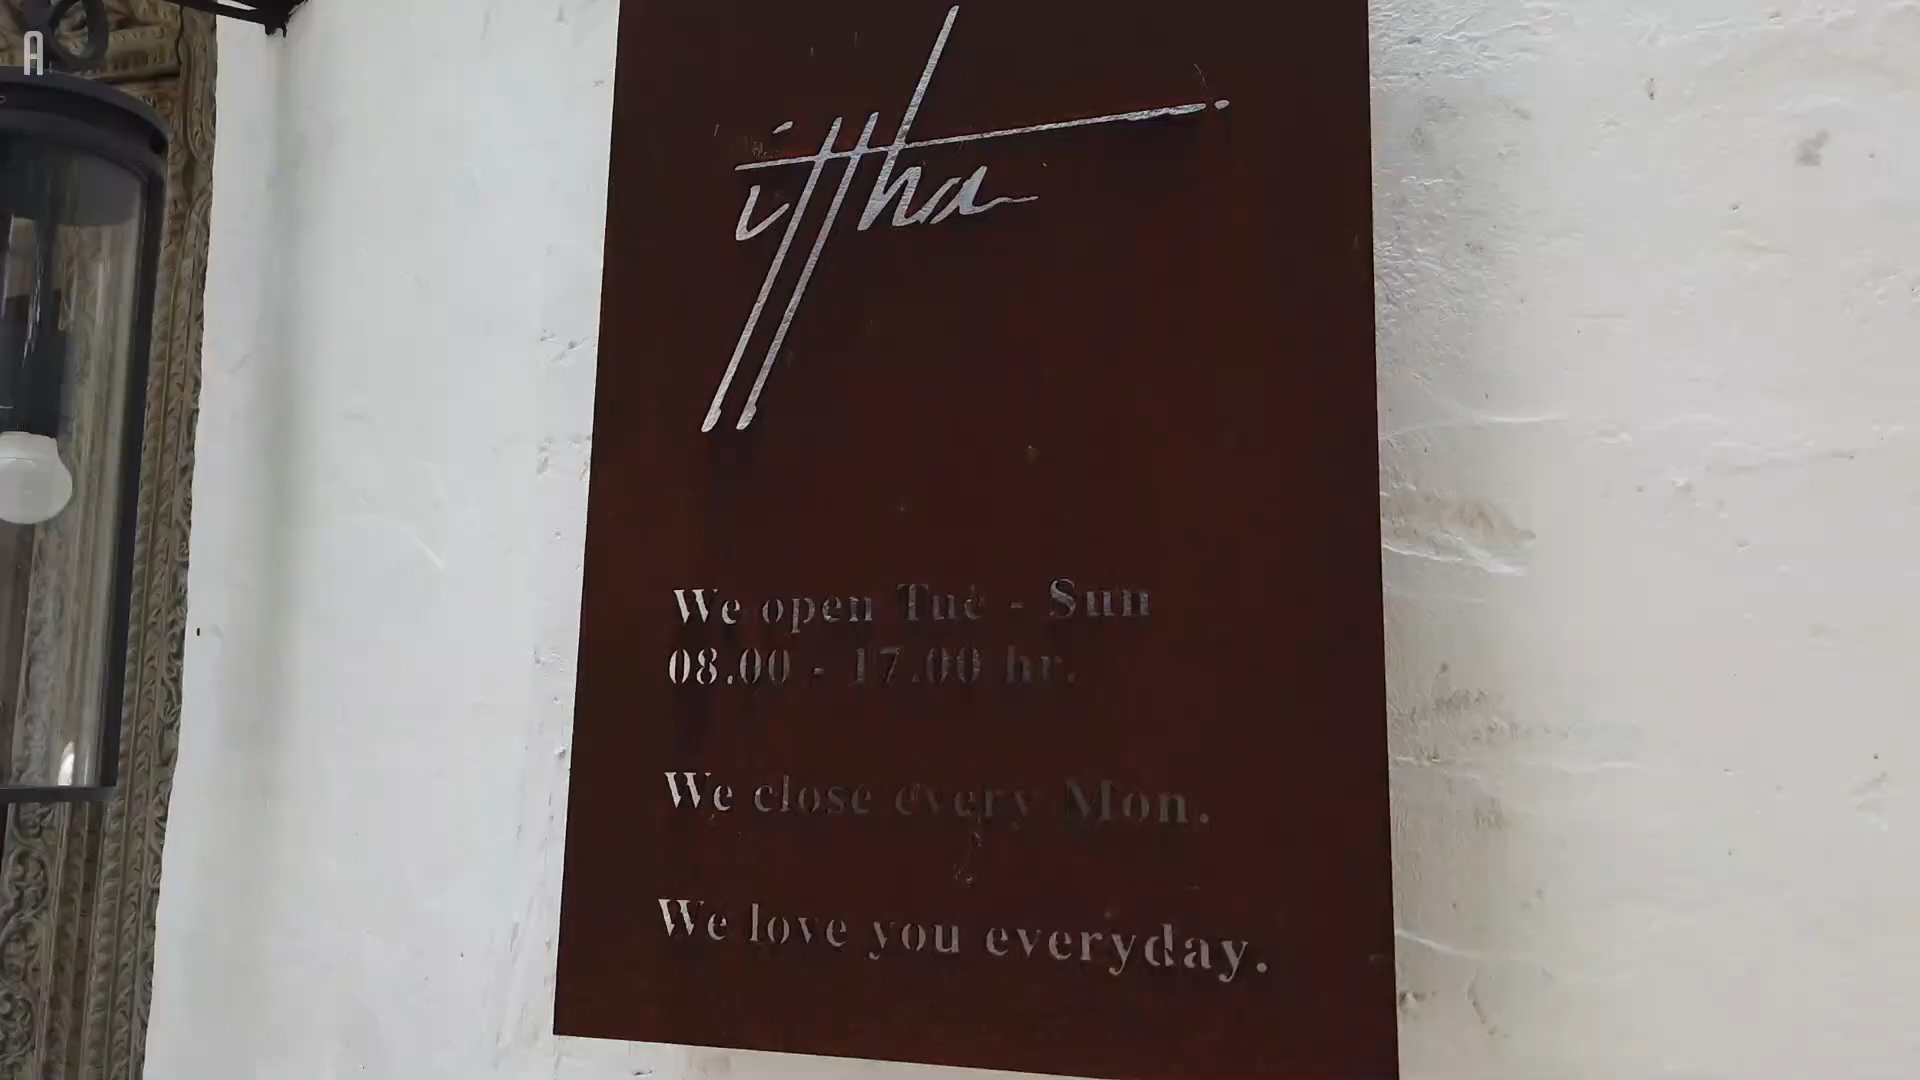 A
ittha
We open Tue - Sun
08.00 - 17.00 hr.
We close every Mon.
We love you everyday.